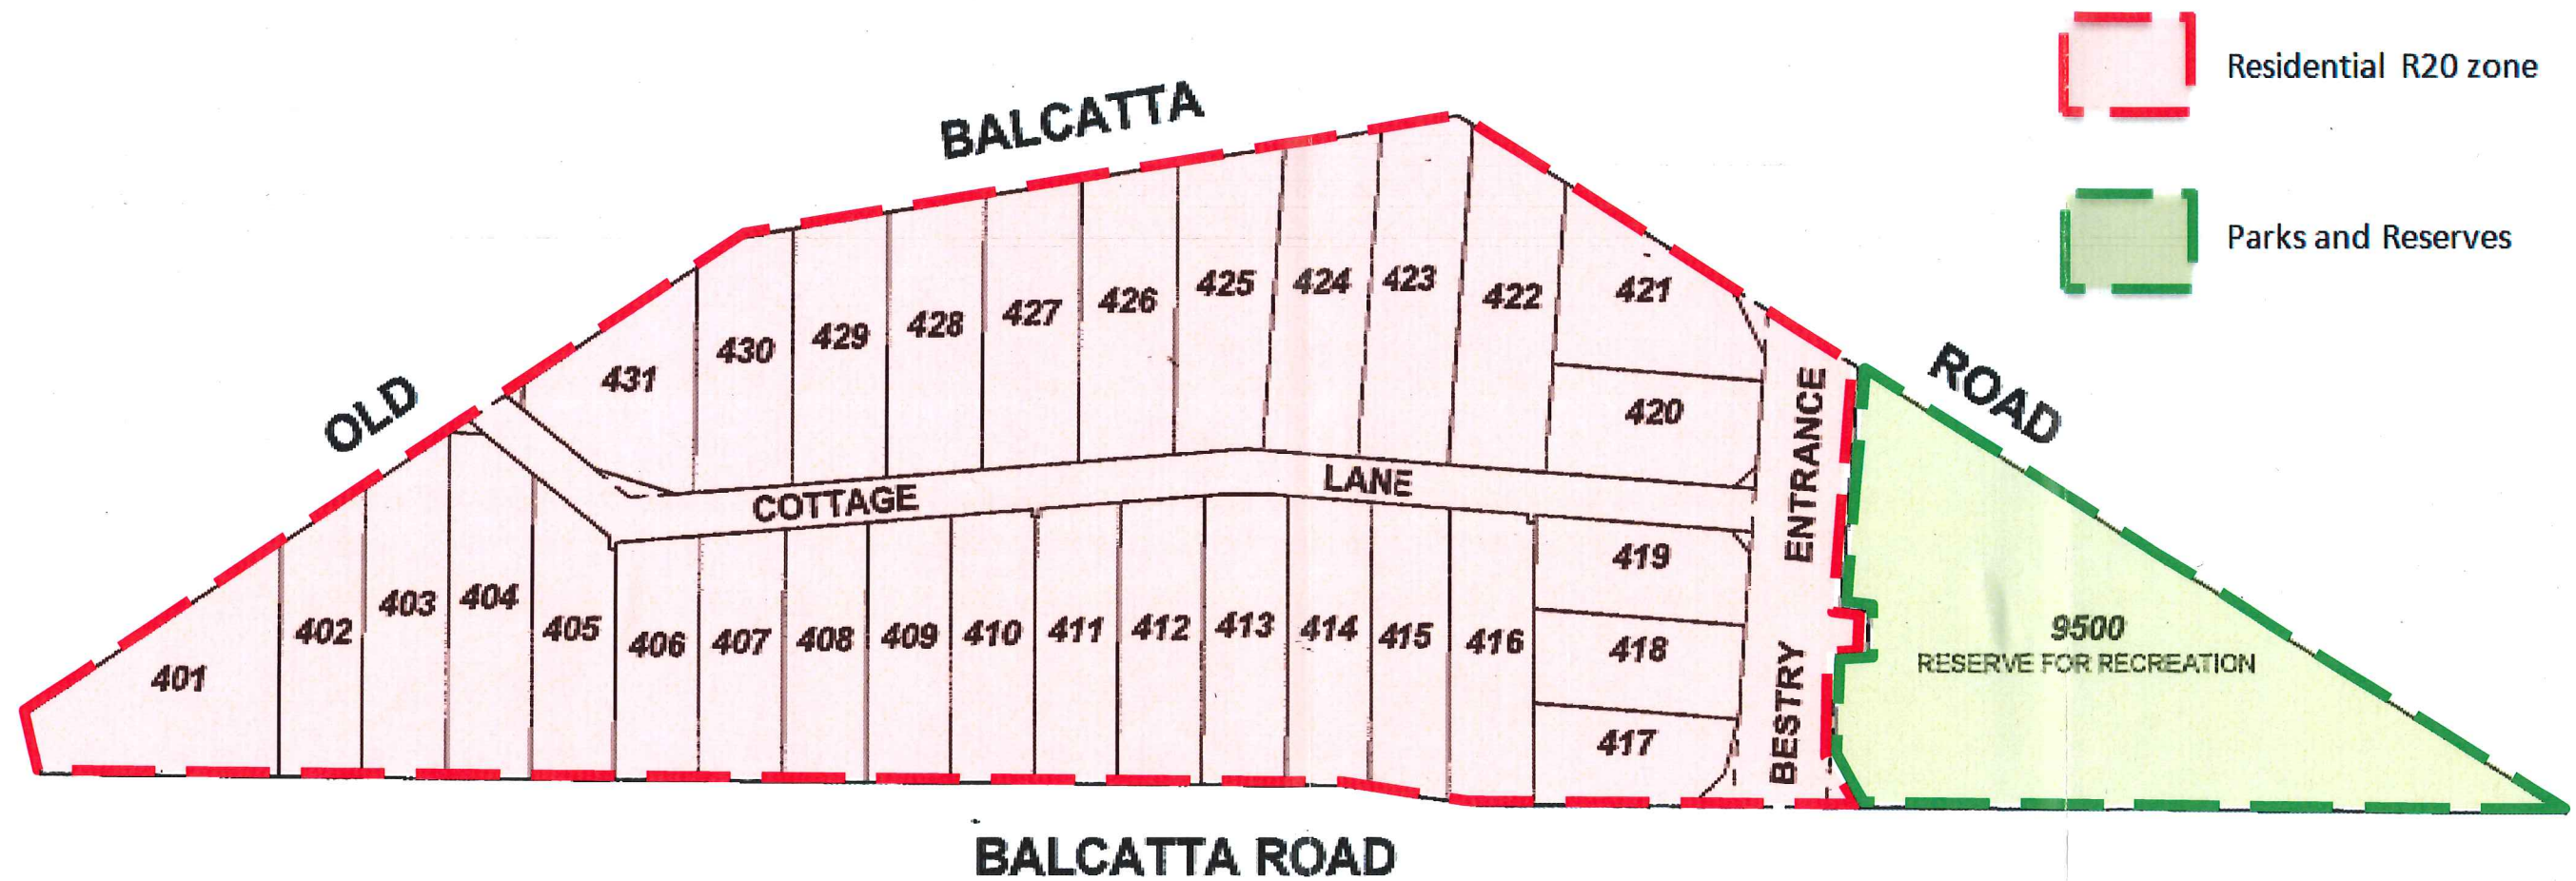 Residential R20 zone
Parks and Reserves
OLD
BALCATTA
ROAD
431
430
429
428
427
426
425
424
423
422
421
420
COTTAGE
LANE
401
402
403
404
405
406
407
408
409
410
411
412
413
414
415
416
419
418
417
BESTRY
ENTRANCE
9500
RESERVE FOR RECREATION
BALCATTA ROAD